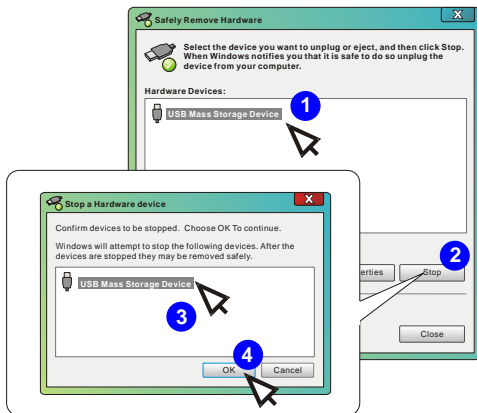 Safely Remove Hardware
X
Select the device you want to unplug or eject, and then click Stop.
When Windows notifies you that it is safe to do so unplug the
device from your computer.
Hardware Devices:
1
USB Mass Storage Device
2
erties
Stop
Close
Stop a Hardware device
X
Confirm devices to be stopped. Choose OK To continue.
Windows will attempt to stop the following devices. After the
devices are stopped they may be removed safely.
USB Mass Storage Device
3
4
OK
Cancel